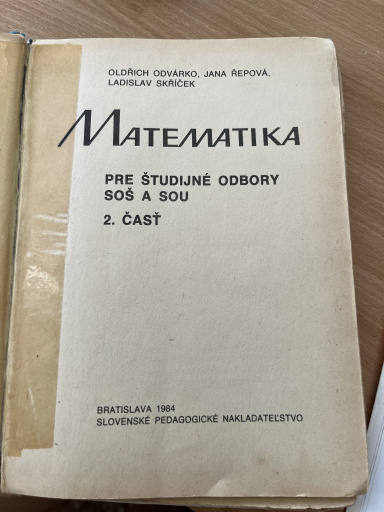 OLDŘICH ODVÁRKO, JANA ŘEPOVÁ,
LADISLAV SKŘÍČEK
MATEMATIKA
PRE ŠTUDIJNÉ ODBORY
SOŠ A SOU
2. ČASŤ
BRATISLAVA 1984
SLOVENSKÉ PEDAGOGICKÉ NAKLADATEĽSTVO